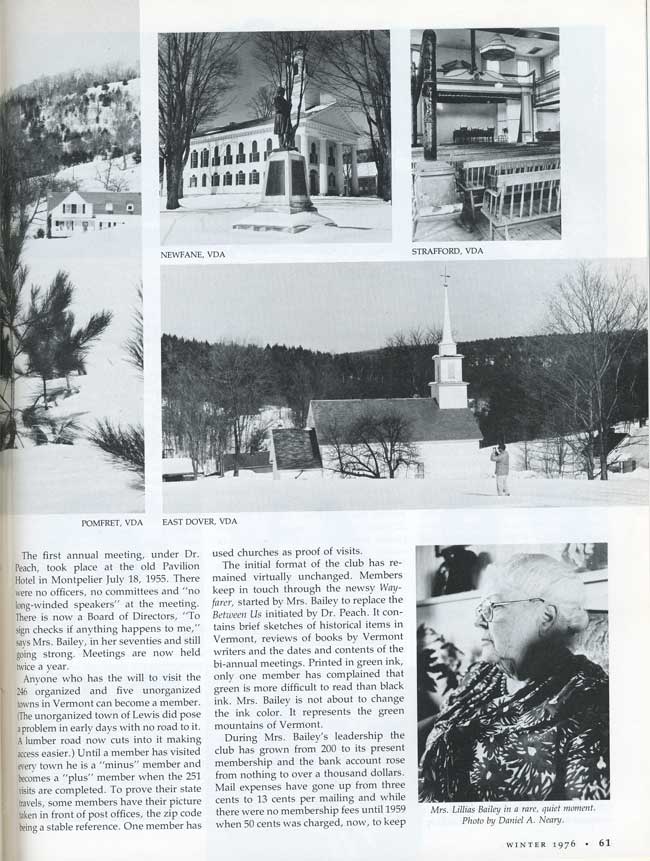 NEWFANE, VDA
STRAFFORD, VDA
POMFRET, VDA
EAST DOVER, VDA
The first annual meeting, under Dr.
Peach, took place at the old Pavilion
Hotel in Montpelier July 18, 1955. There
were no officers, no committees and "no
long-winded speakers" at the meeting.
There is now a Board of Directors, "To
sign checks if anything happens to me,"
says Mrs. Bailey, in her seventies and still
going strong. Meetings are now held
twice a year.
Anyone who has the will to visit the
246 organized and five unorganized
towns in Vermont can become a member.
(The unorganized town of Lewis did pose
a problem in early days with no road to it.
A lumber road now cuts into it making
access easier.) Until a member has visited
every town he is a "minus" member and
becomes a "plus" member when the 251
visits are completed. To prove their state
travels, some members have their picture
taken in front of post offices, the zip code
being a stable reference. One member has
used churches as proof of visits.
The initial format of the club has re-
mained virtually unchanged. Members
keep in touch through the newsy Way-
farer, started by Mrs. Bailey to replace the
Between Us initiated by Dr. Peach. It con-
tains brief sketches of historical items in
Vermont, reviews of books by Vermont
writers and the dates and contents of the
bi-annual meetings. Printed in green ink,
only one member has complained that
green is more difficult to read than black
ink. Mrs. Bailey is not about to change
the ink color. It represents the green
mountains of Vermont.
During Mrs. Bailey's leadership the
club has grown from 200 to its present
membership and the bank account rose
from nothing to over a thousand dollars.
Mail expenses have gone up from three
cents to 13 cents per mailing and while
there were no membership fees until 1959
when 50 cents was charged, now, to keep
Mrs. Lillias Bailey in a rare, quiet moment.
Photo by Daniel A. Neary.
WINTER 1976 • 61